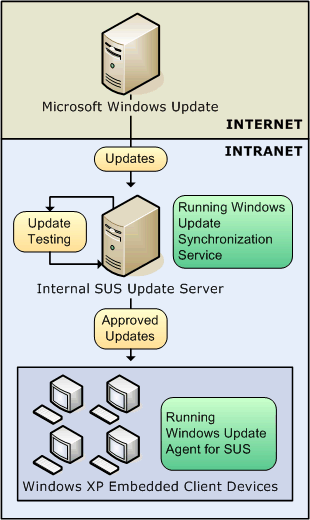 Microsoft Windows Update
INTERNET
INTRANET
Updates
Update
Testing
Running Windows
Update
Synchronization
Service
Internal SUS Update Server
Approved
Updates
Running
Windows Update
Agent for SUS
Windows XP Embedded Client Devices